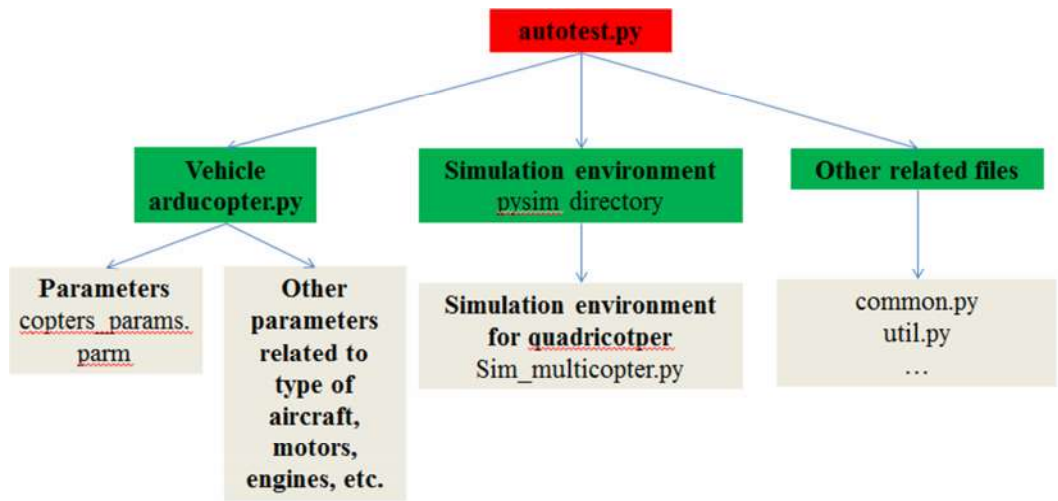 autotest.py
Vehicle
arducopter.py
Simulation environment
pysim directory
Other related files
Parameters
copters_params.
parm
Other
parameters
related to
type of
aircraft,
motors,
engines, etc.
Simulation environment
for quadricotper
Sim_multicopter.py
common.py
util.py
…